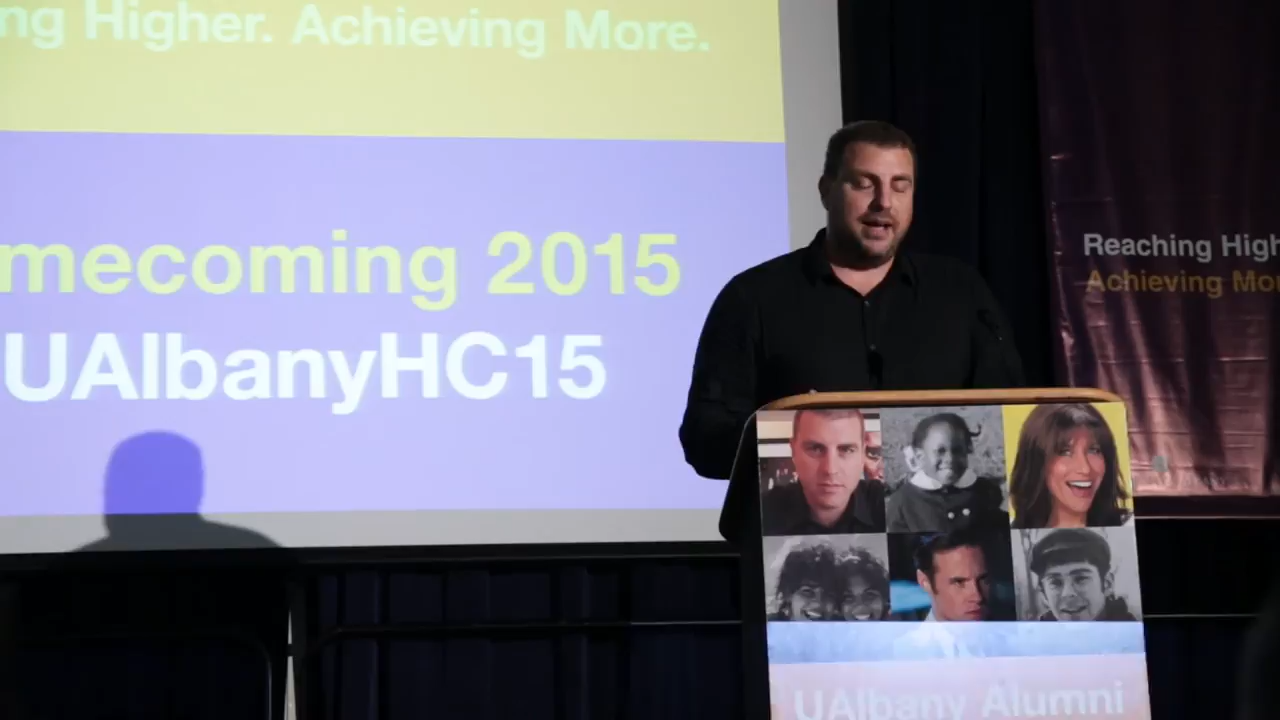 ng Higher. Achieving More.
mecoming 2015
UAlbanyHC15
Reaching High
Achieving Mo
UAlbany Alumni